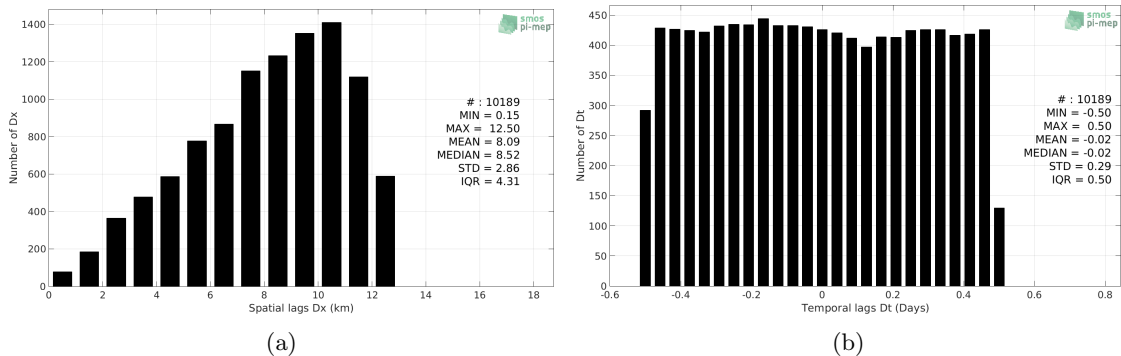 1400
1200
1000
800
600
400
200
0
Number of Dx
smos
pi-mep
# : 10189
MIN = 0.15
MAX = 12.50
MEAN = 8.09
MEDIAN = 8.52
STD = 2.86
IQR = 4.31
0 2 4 6 8 10 12 14 16 18
Spatial lags Dx (km)
(a)
450
400
350
300
250
200
150
100
50
0
Number of Dt
smos
pi-mep
# : 10189
MIN = -0.50
MAX = 0.50
MEAN = -0.02
MEDIAN = -0.02
STD = 0.29
IQR = 0.50
-0.6 -0.4 -0.2 0 0.2 0.4 0.6 0.8
Temporal lags Dt (Days)
(b)